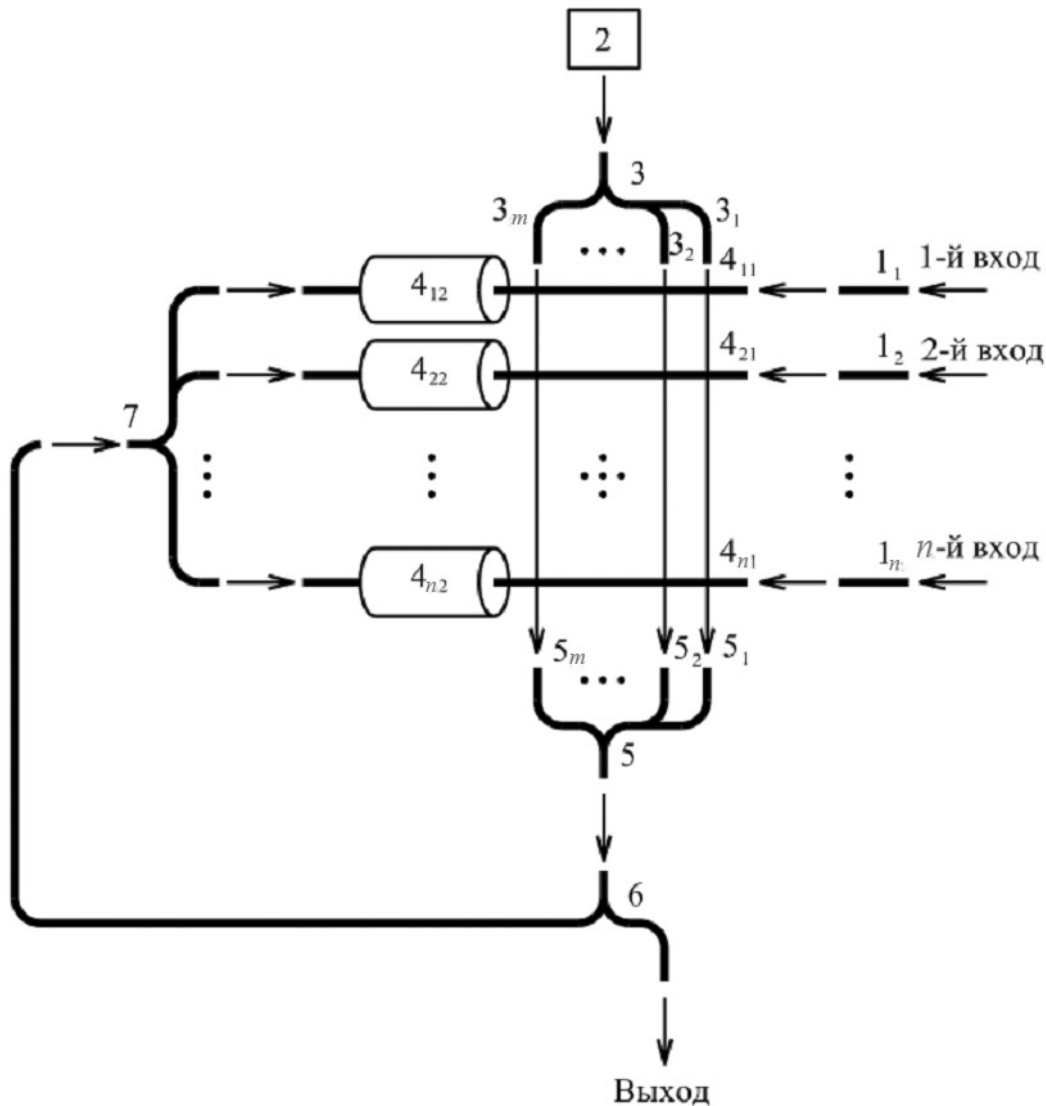 2
3
3ₘ 3₂ 3₁
4₁₂ 4₁₁ 1₁ 1-й вход
4₂₂ 4₂₁ 1₂ 2-й вход
7
4ₙ₂ 4ₙ₁ 1ₙ n-й вход
5ₘ 5₂ 5₁
5
6
Выход